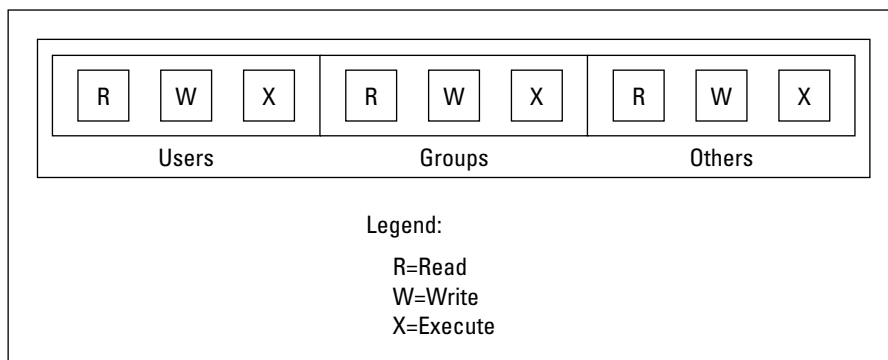 R W X R W X R W X
Users Groups Others
Legend:
R=Read
W=Write
X=Execute